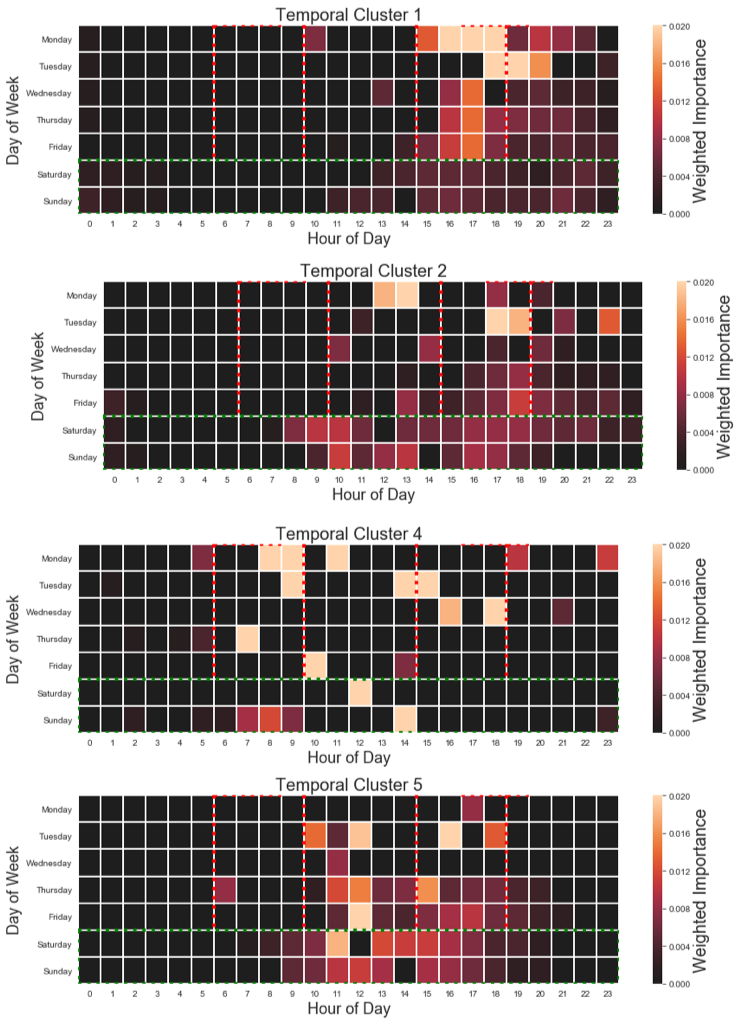 Temporal Cluster 1
Day of Week
Monday
Tuesday
Wednesday
Thursday
Friday
Saturday
Sunday
0 1 2 3 4 5 6 7 8 9 10 11 12 13 14 15 16 17 18 19 20 21 22 23
Hour of Day
0.020
0.016
0.012
0.008
0.004
0.000
Weighted Importance
Temporal Cluster 2
Day of Week
Monday
Tuesday
Wednesday
Thursday
Friday
Saturday
Sunday
0 1 2 3 4 5 6 7 8 9 10 11 12 13 14 15 16 17 18 19 20 21 22 23
Hour of Day
0.020
0.016
0.012
0.008
0.004
0.000
Weighted Importance
Temporal Cluster 4
Day of Week
Monday
Tuesday
Wednesday
Thursday
Friday
Saturday
Sunday
0 1 2 3 4 5 6 7 8 9 10 11 12 13 14 15 16 17 18 19 20 21 22 23
Hour of Day
0.020
0.016
0.012
0.008
0.004
0.000
Weighted Importance
Temporal Cluster 5
Day of Week
Monday
Tuesday
Wednesday
Thursday
Friday
Saturday
Sunday
0 1 2 3 4 5 6 7 8 9 10 11 12 13 14 15 16 17 18 19 20 21 22 23
Hour of Day
0.020
0.016
0.012
0.008
0.004
0.000
Weighted Importance